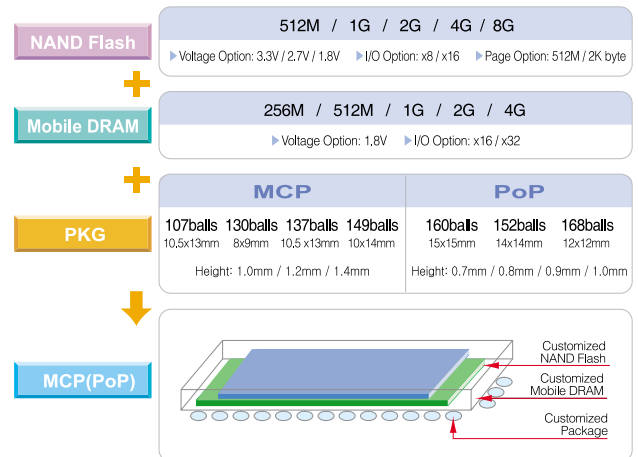 NAND Flash
512M / 1G / 2G / 4G / 8G
Voltage Option: 3.3V / 2.7V / 1.8V I/O Option: x8 / x16 Page Option: 512M / 2K byte
Mobile DRAM
256M / 512M / 1G / 2G / 4G
Voltage Option: 1.8V I/O Option: x16 / x32
PKG
MCP
107balls 130balls 137balls 149balls
10.5x13mm 8x9mm 10.5 x13mm 10x14mm
Height: 1.0mm / 1.2mm / 1.4mm
PoP
160balls 152balls 168balls
15x15mm 14x14mm 12x12mm
Height: 0.7mm / 0.8mm / 0.9mm / 1.0mm
MCP(PoP)
Customized
NAND Flash
Customized
Mobile DRAM
Customized
Package